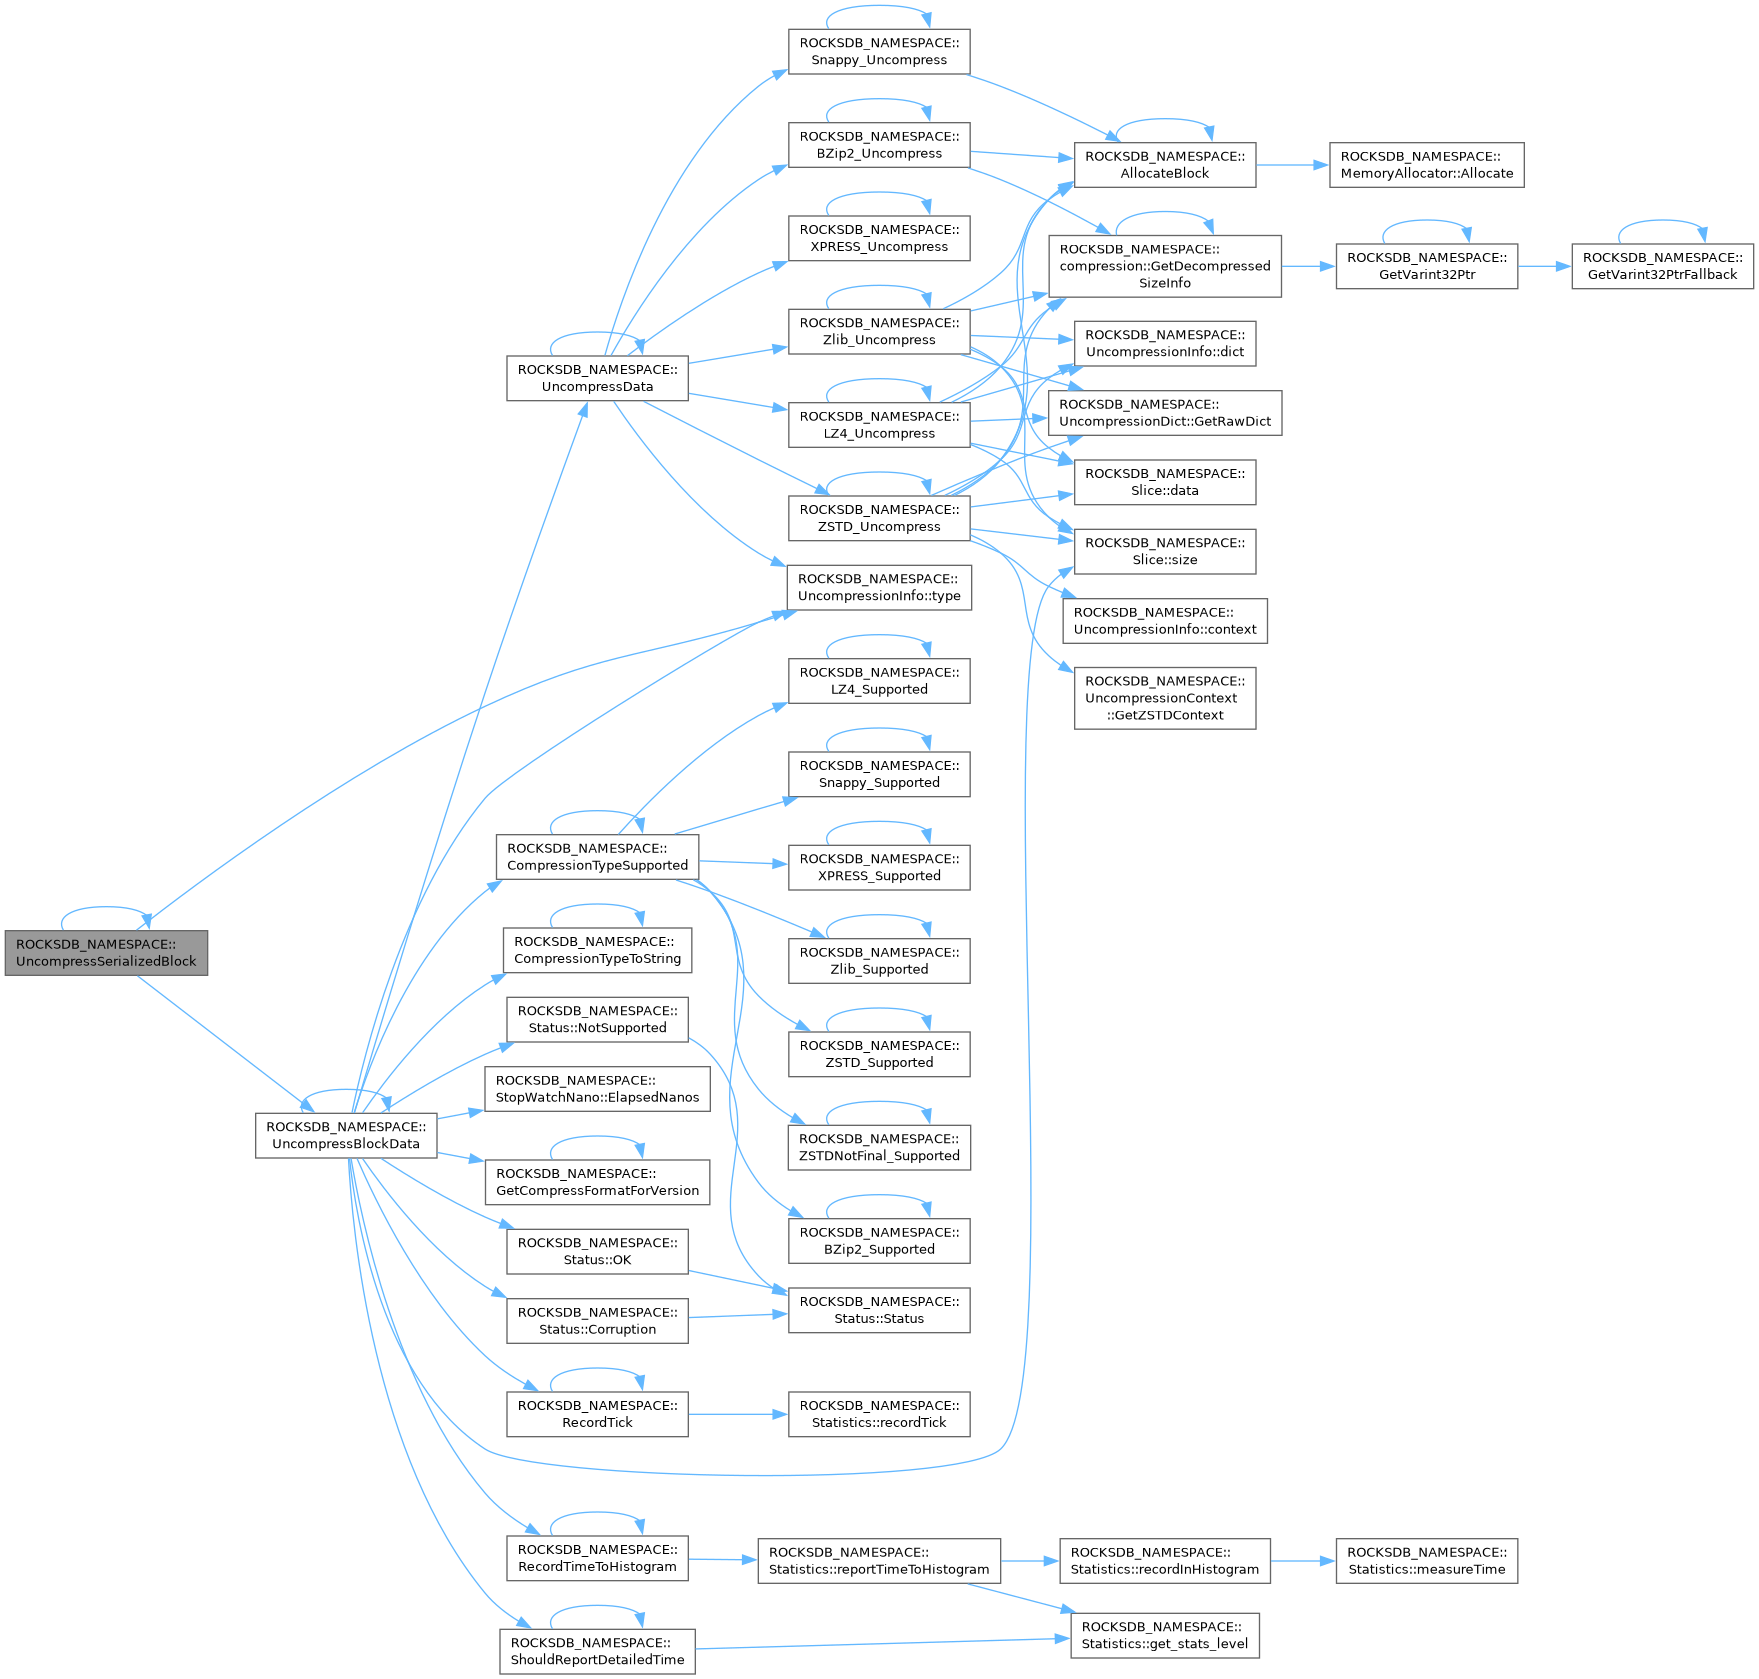 ROCKSDB_NAMESPACE::
UncompressSerializedBlock
ROCKSDB_NAMESPACE::
UncompressBlockData
ROCKSDB_NAMESPACE::
UncompressData
ROCKSDB_NAMESPACE::
CompressionTypeSupported
ROCKSDB_NAMESPACE::
CompressionTypeToString
ROCKSDB_NAMESPACE::
Status::NotSupported
ROCKSDB_NAMESPACE::
StopWatchNano::ElapsedNanos
ROCKSDB_NAMESPACE::
GetCompressFormatForVersion
ROCKSDB_NAMESPACE::
Status::OK
ROCKSDB_NAMESPACE::
Status::Corruption
ROCKSDB_NAMESPACE::
RecordTick
ROCKSDB_NAMESPACE::
RecordTimeToHistogram
ROCKSDB_NAMESPACE::
ShouldReportDetailedTime
ROCKSDB_NAMESPACE::
Snappy_Uncompress
ROCKSDB_NAMESPACE::
BZip2_Uncompress
ROCKSDB_NAMESPACE::
XPRESS_Uncompress
ROCKSDB_NAMESPACE::
Zlib_Uncompress
ROCKSDB_NAMESPACE::
LZ4_Uncompress
ROCKSDB_NAMESPACE::
ZSTD_Uncompress
ROCKSDB_NAMESPACE::
UncompressionInfo::type
ROCKSDB_NAMESPACE::
LZ4_Supported
ROCKSDB_NAMESPACE::
Snappy_Supported
ROCKSDB_NAMESPACE::
XPRESS_Supported
ROCKSDB_NAMESPACE::
Zlib_Supported
ROCKSDB_NAMESPACE::
ZSTD_Supported
ROCKSDB_NAMESPACE::
ZSTDNotFinal_Supported
ROCKSDB_NAMESPACE::
BZip2_Supported
ROCKSDB_NAMESPACE::
Status::Status
ROCKSDB_NAMESPACE::
Statistics::recordTick
ROCKSDB_NAMESPACE::
Statistics::reportTimeToHistogram
ROCKSDB_NAMESPACE::
AllocateBlock
ROCKSDB_NAMESPACE::
compression::GetDecompressed
SizeInfo
ROCKSDB_NAMESPACE::
UncompressionInfo::dict
ROCKSDB_NAMESPACE::
UncompressionDict::GetRawDict
ROCKSDB_NAMESPACE::
Slice::data
ROCKSDB_NAMESPACE::
Slice::size
ROCKSDB_NAMESPACE::
UncompressionInfo::context
ROCKSDB_NAMESPACE::
UncompressionContext
::GetZSTDContext
ROCKSDB_NAMESPACE::
Statistics::recordInHistogram
ROCKSDB_NAMESPACE::
Statistics::get_stats_level
ROCKSDB_NAMESPACE::
MemoryAllocator::Allocate
ROCKSDB_NAMESPACE::
GetVarint32Ptr
ROCKSDB_NAMESPACE::
Statistics::measureTime
ROCKSDB_NAMESPACE::
GetVarint32PtrFallback